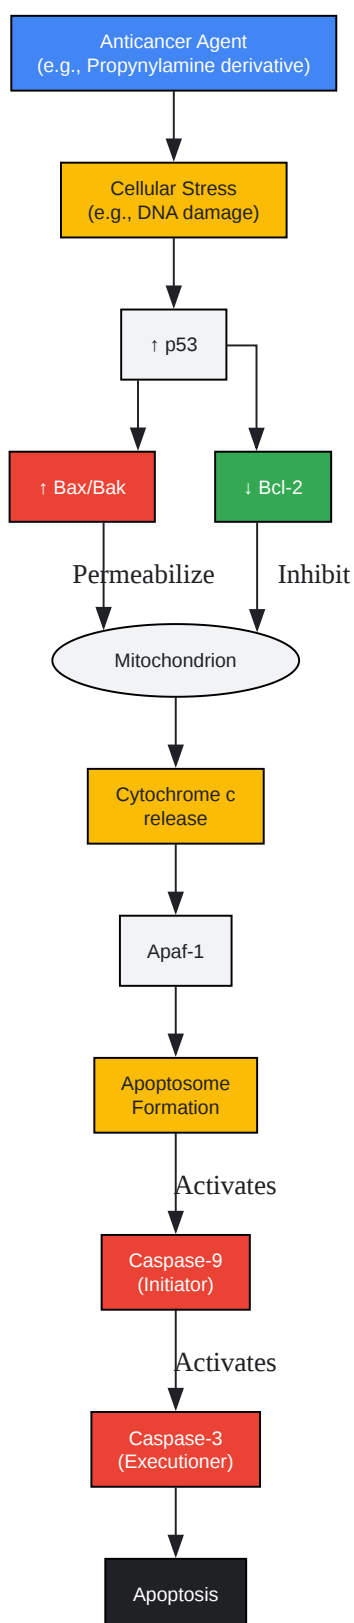 Anticancer Agent
(e.g., Propynylamine derivative)
Cellular Stress
(e.g., DNA damage)
↑ p53
↑ Bax/Bak
↓ Bcl-2
Permeabilize
Inhibit
Mitochondrion
Cytochrome c
release
Apaf-1
Apoptosome
Formation
Activates
Caspase-9
(Initiator)
Activates
Caspase-3
(Executioner)
Apoptosis